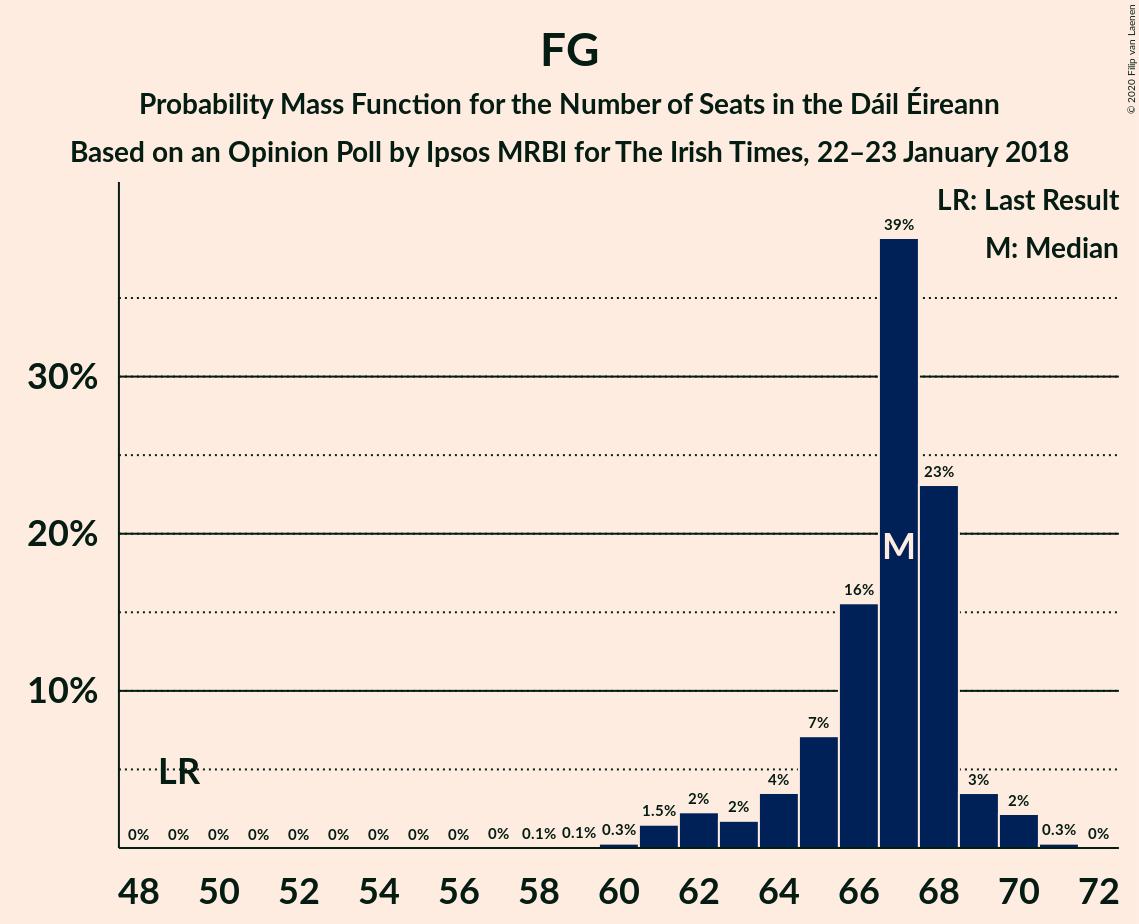 FG
Probability Mass Function for the Number of Seats in the Dáil Éireann
Based on an Opinion Poll by Ipsos MRBI for The Irish Times, 22–23 January 2018
© 2020 Filip van Laenen
LR: Last Result
M: Median
39%
30%
23%
20%
M
16%
10%
7%
LR
4%
3%
0% 0% 0% 0% 0% 0% 0% 0% 0% 0% 0.1% 0.1% 0.3% 1.5% 2% 2% 2% 0.3% 0%
48 50 52 54 56 58 60 62 64 66 68 70 72